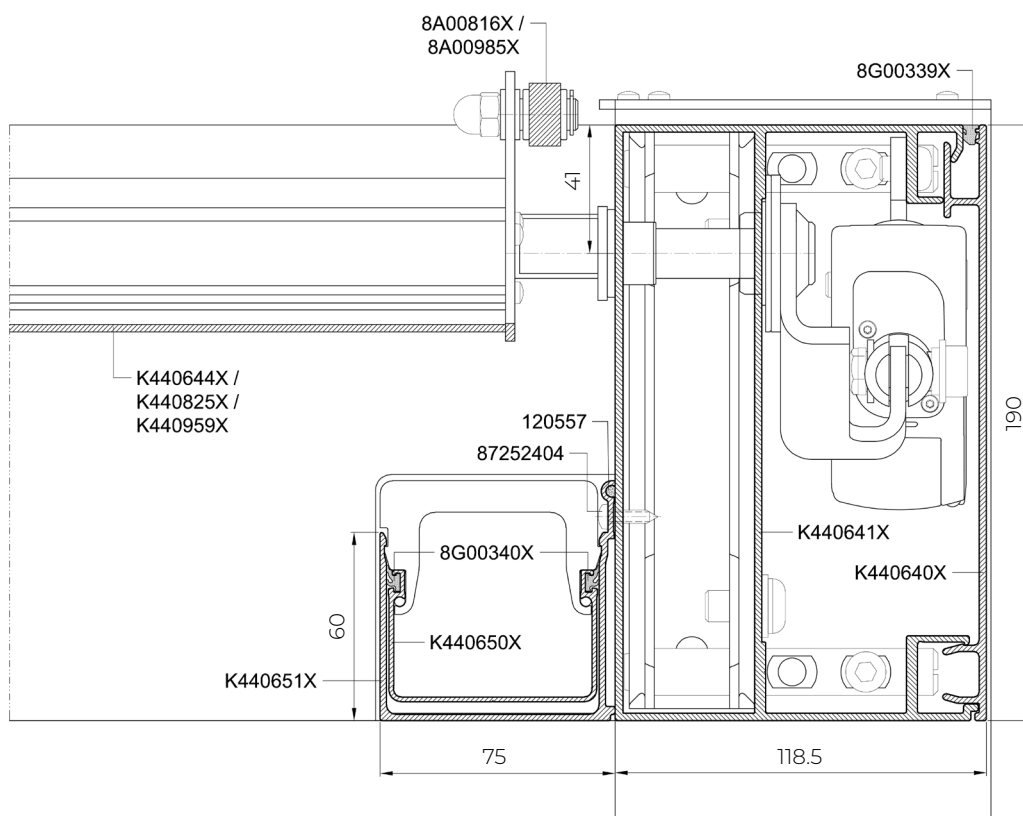 8A00816X /
8A00985X
8G00339X
41
K440644X /
K440825X /
K440959X
190
120557
87252404
K440641X
8G00340X
K440640X
60
K440650X
K440651X
75
118.5